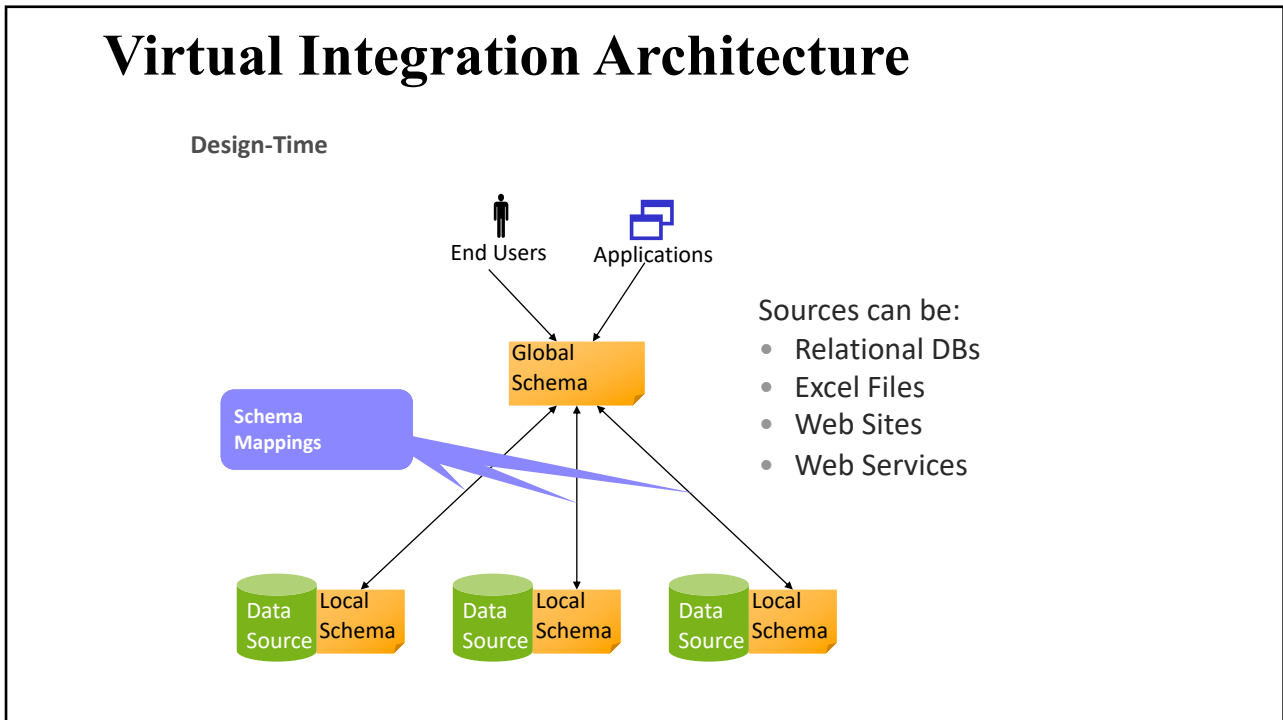 Virtual Integration Architecture
Design-Time
End Users
Applications
Sources can be:
• Relational DBs
• Excel Files
• Web Sites
• Web Services
Global
Schema
Schema
Mappings
Data
Source
Local
Schema
Data
Source
Local
Schema
Data
Source
Local
Schema